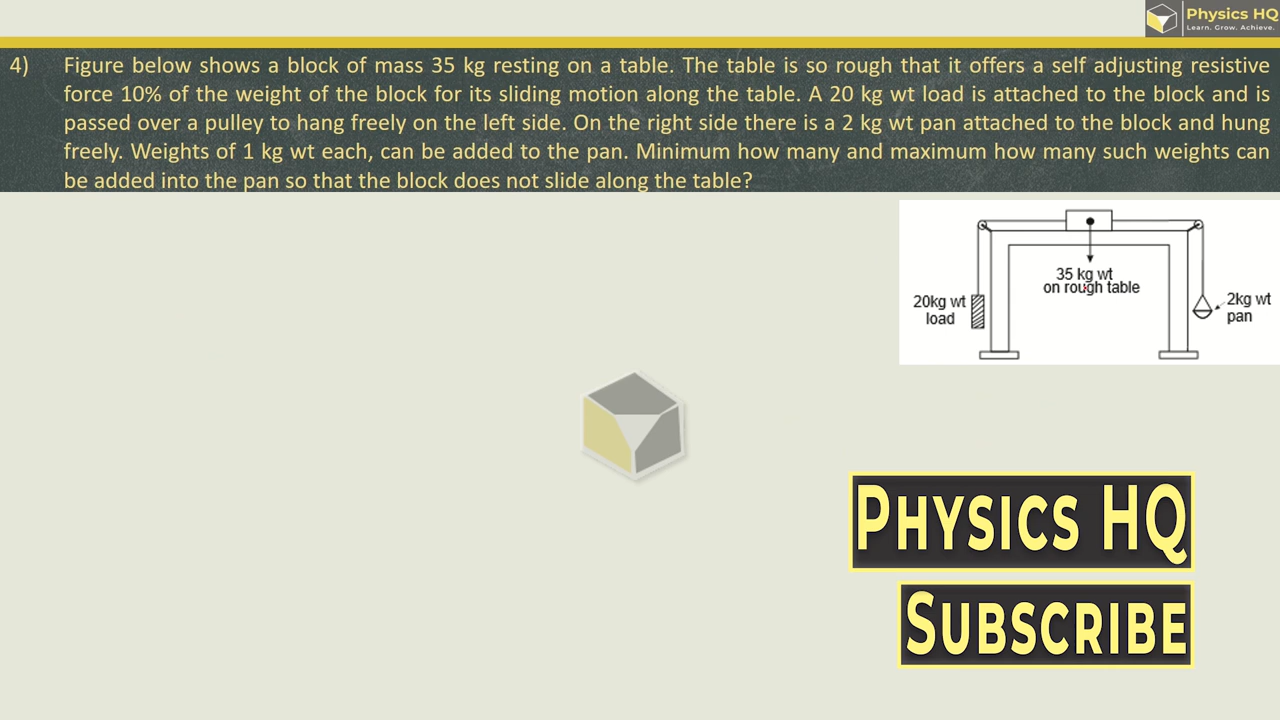 Physics HQ
Learn. Grow. Achieve.
4) Figure below shows a block of mass 35 kg resting on a table. The table is so rough that it offers a self adjusting resistive
force 10% of the weight of the block for its sliding motion along the table. A 20 kg wt load is attached to the block and is
passed over a pulley to hang freely on the left side. On the right side there is a 2 kg wt pan attached to the block and hung
freely. Weights of 1 kg wt each, can be added to the pan. Minimum how many and maximum how many such weights can
be added into the pan so that the block does not slide along the table?
35 kg wt
on rough table
20kg wt
load
2kg wt
pan
PHYSICS HQ
SUBSCRIBE